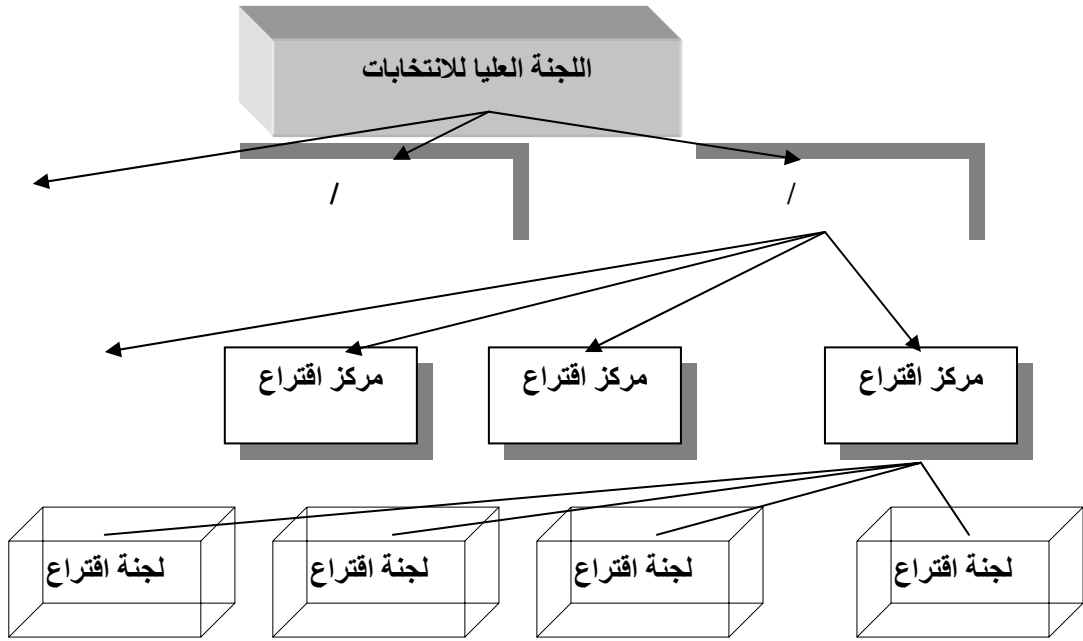 اللجنة العليا للانتخابات
/
/
مركز اقتراع
مركز اقتراع
مركز اقتراع
لجنة اقتراع
لجنة اقتراع
لجنة اقتراع
لجنة اقتراع